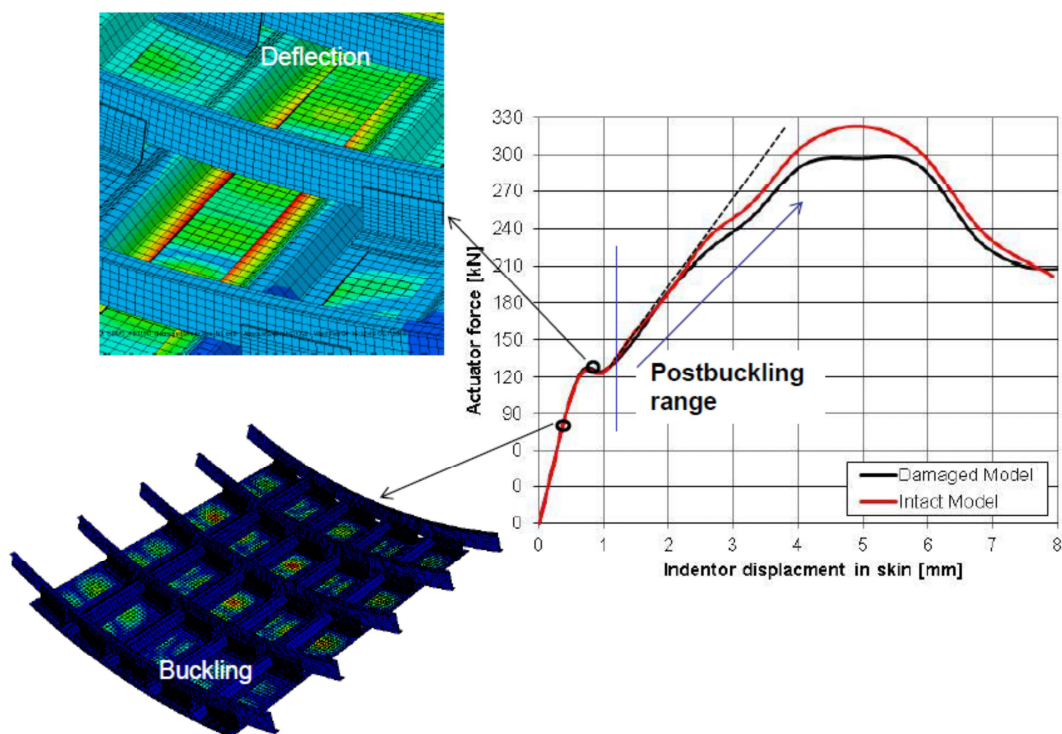 Deflection
Buckling
Actuator force [kN]
330
300
270
240
210
180
150
120
90
0
0
0
0
1
2
3
4
5
6
7
8
Indentor displacment in skin [mm]
Postbuckling
range
Damaged Model
Intact Model